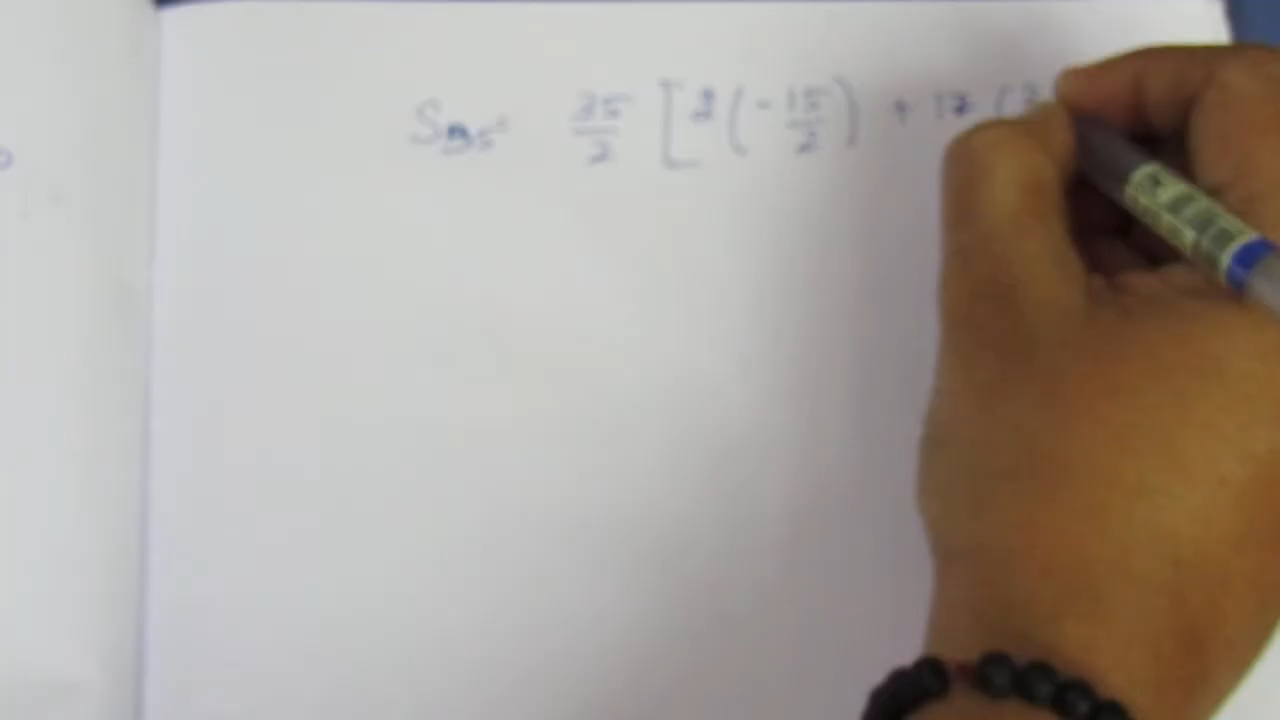 S₃₅ = 35/2 [ 2 ( - 15/2 ) + 17 (